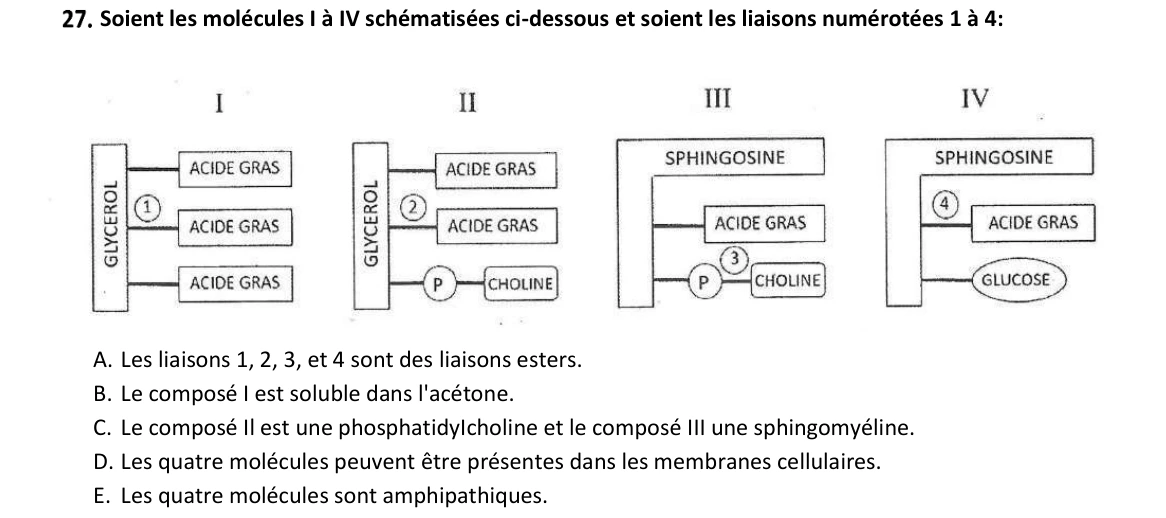 27. Soient les molécules I à IV schématisées ci-dessous et soient les liaisons numérotées 1 à 4:
I II III IV
GLYCEROL
ACIDE GRAS
1
ACIDE GRAS
ACIDE GRAS
GLYCEROL
ACIDE GRAS
2
ACIDE GRAS
P CHOLINE
SPHINGOSINE
ACIDE GRAS
3
P CHOLINE
SPHINGOSINE
4
ACIDE GRAS
GLUCOSE
A. Les liaisons 1, 2, 3, et 4 sont des liaisons esters.
B. Le composé I est soluble dans l'acétone.
C. Le composé Il est une phosphatidylcholine et le composé III une sphingomyéline.
D. Les quatre molécules peuvent être présentes dans les membranes cellulaires.
E. Les quatre molécules sont amphipathiques.